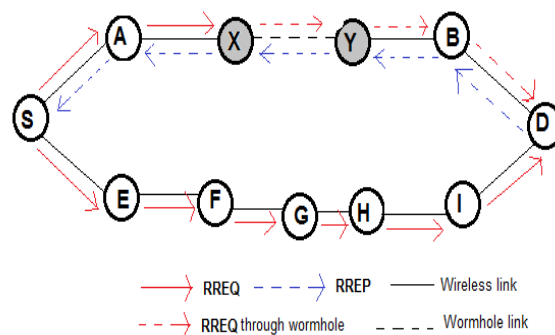 A
X
Y
B
S
D
E
F
G
H
I
RREQ
RREP
Wireless link
RREQ through wormhole
Wormhole link